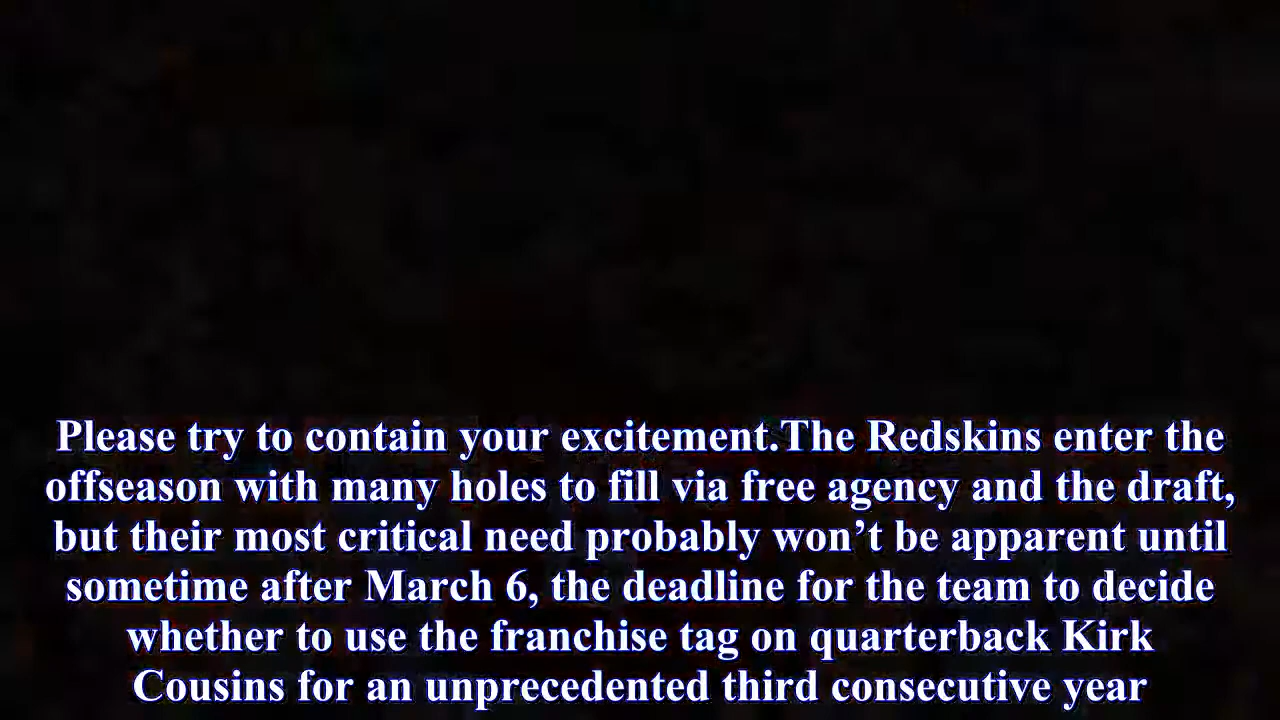 Please try to contain your excitement.The Redskins enter the
offseason with many holes to fill via free agency and the draft,
but their most critical need probably won’t be apparent until
sometime after March 6, the deadline for the team to decide
whether to use the franchise tag on quarterback Kirk
Cousins for an unprecedented third consecutive year